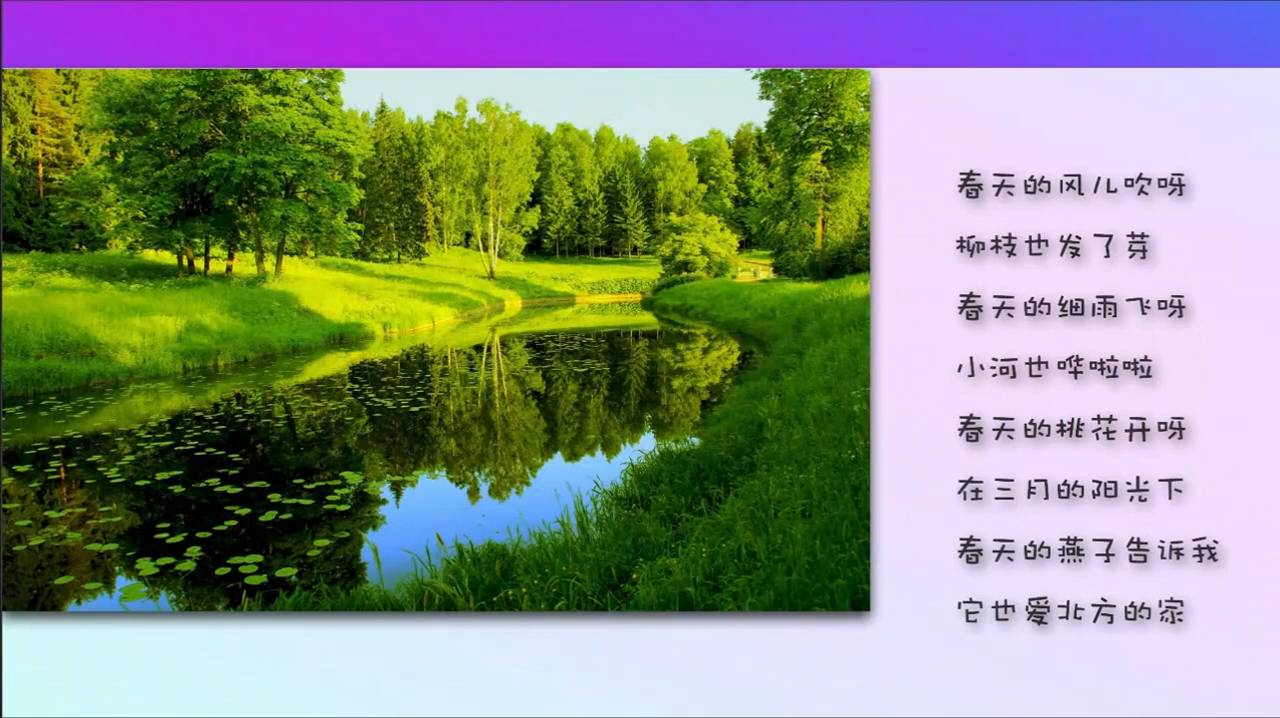 春天的风儿吹呀
柳枝也发了芽
春天的细雨飞呀
小河也哗啦啦
春天的桃花开呀
在三月的阳光下
春天的燕子告诉我
它也爱北方的家